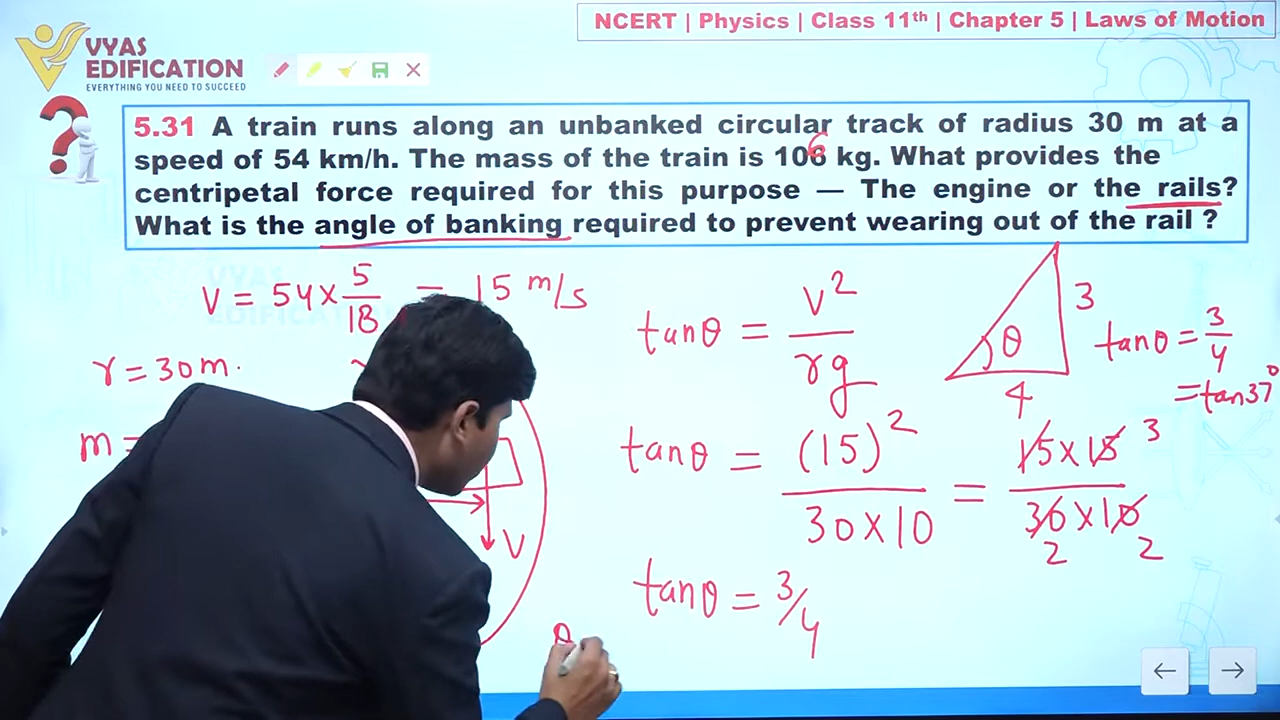 NCERT | Physics | Class 11th | Chapter 5 | Laws of Motion
VYAS
EDIFICATION
EVERYTHING YOU NEED TO SUCCEED
5.31 A train runs along an unbanked circular track of radius 30 m at a
speed of 54 km/h. The mass of the train is 106 kg. What provides the
centripetal force required for this purpose — The engine or the rails?
What is the angle of banking required to prevent wearing out of the rail ?
V = 54 × 5/18 = 15 m/s
r = 30 m.
m =
V
tanθ = V²/rg
θ
3
4
tanθ = 3/4
= tan37°
tanθ = (15)²/30×10 = 15×15/30×10
3
2
2
tanθ = 3/4
θ